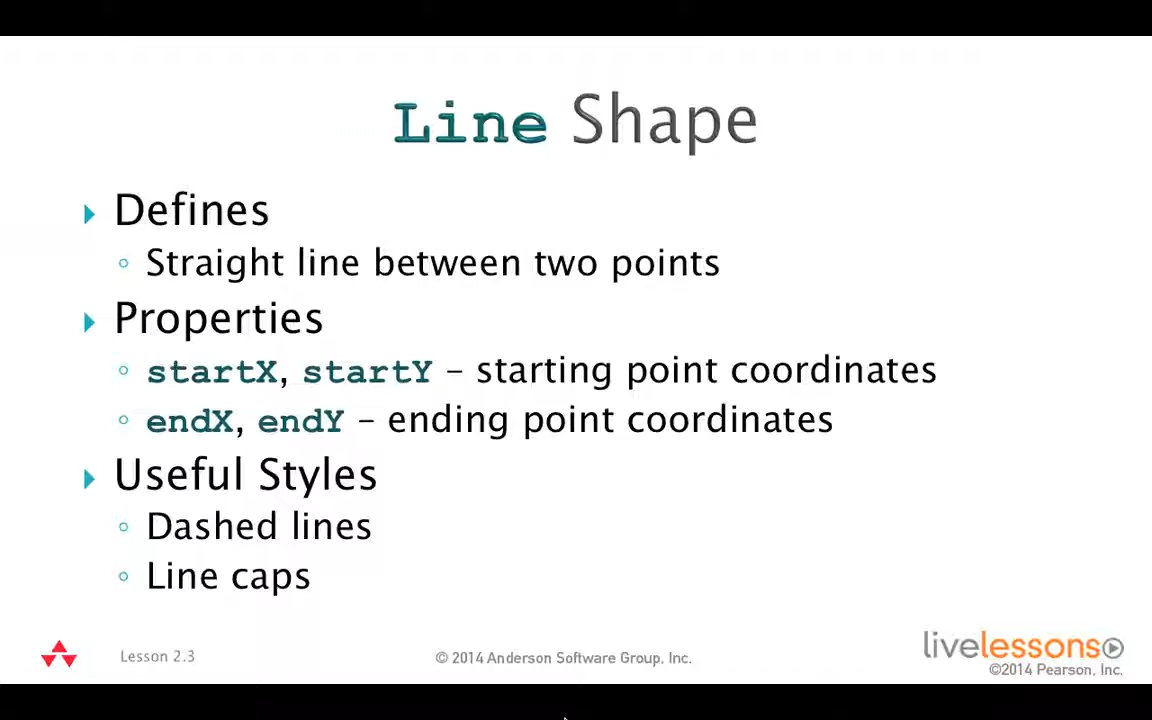 Line Shape
Defines
Straight line between two points
Properties
startX, startY – starting point coordinates
endX, endY – ending point coordinates
Useful Styles
Dashed lines
Line caps
Lesson 2.3
© 2014 Anderson Software Group, Inc.
livelessons
©2014 Pearson, Inc.